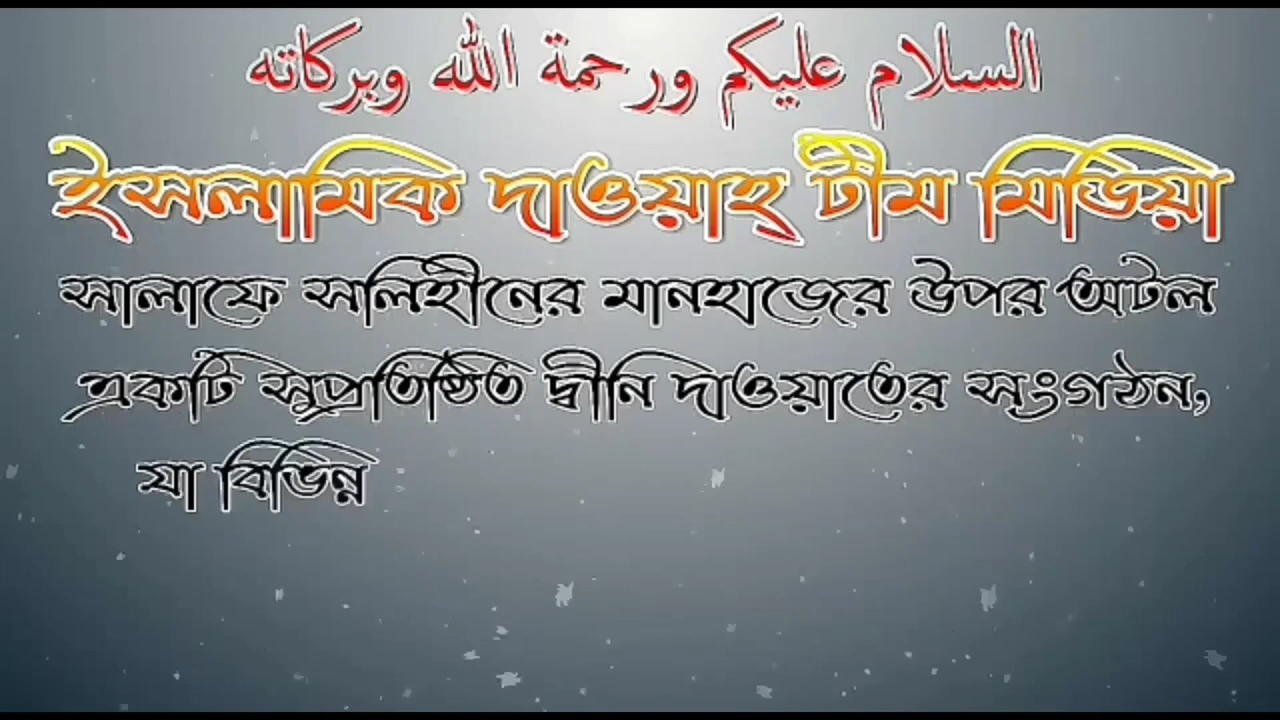 السلام عليكم ورحمة الله وبركاته
ইসলামিক দাওয়াহ্ টীম মিডিয়া
সালাফে সলিহীনের মানহাজের উপর অটল
একটি সুপ্রতিষ্ঠিত দ্বীনি দাওয়াতের সংগঠন,
যা বিভিন্ন